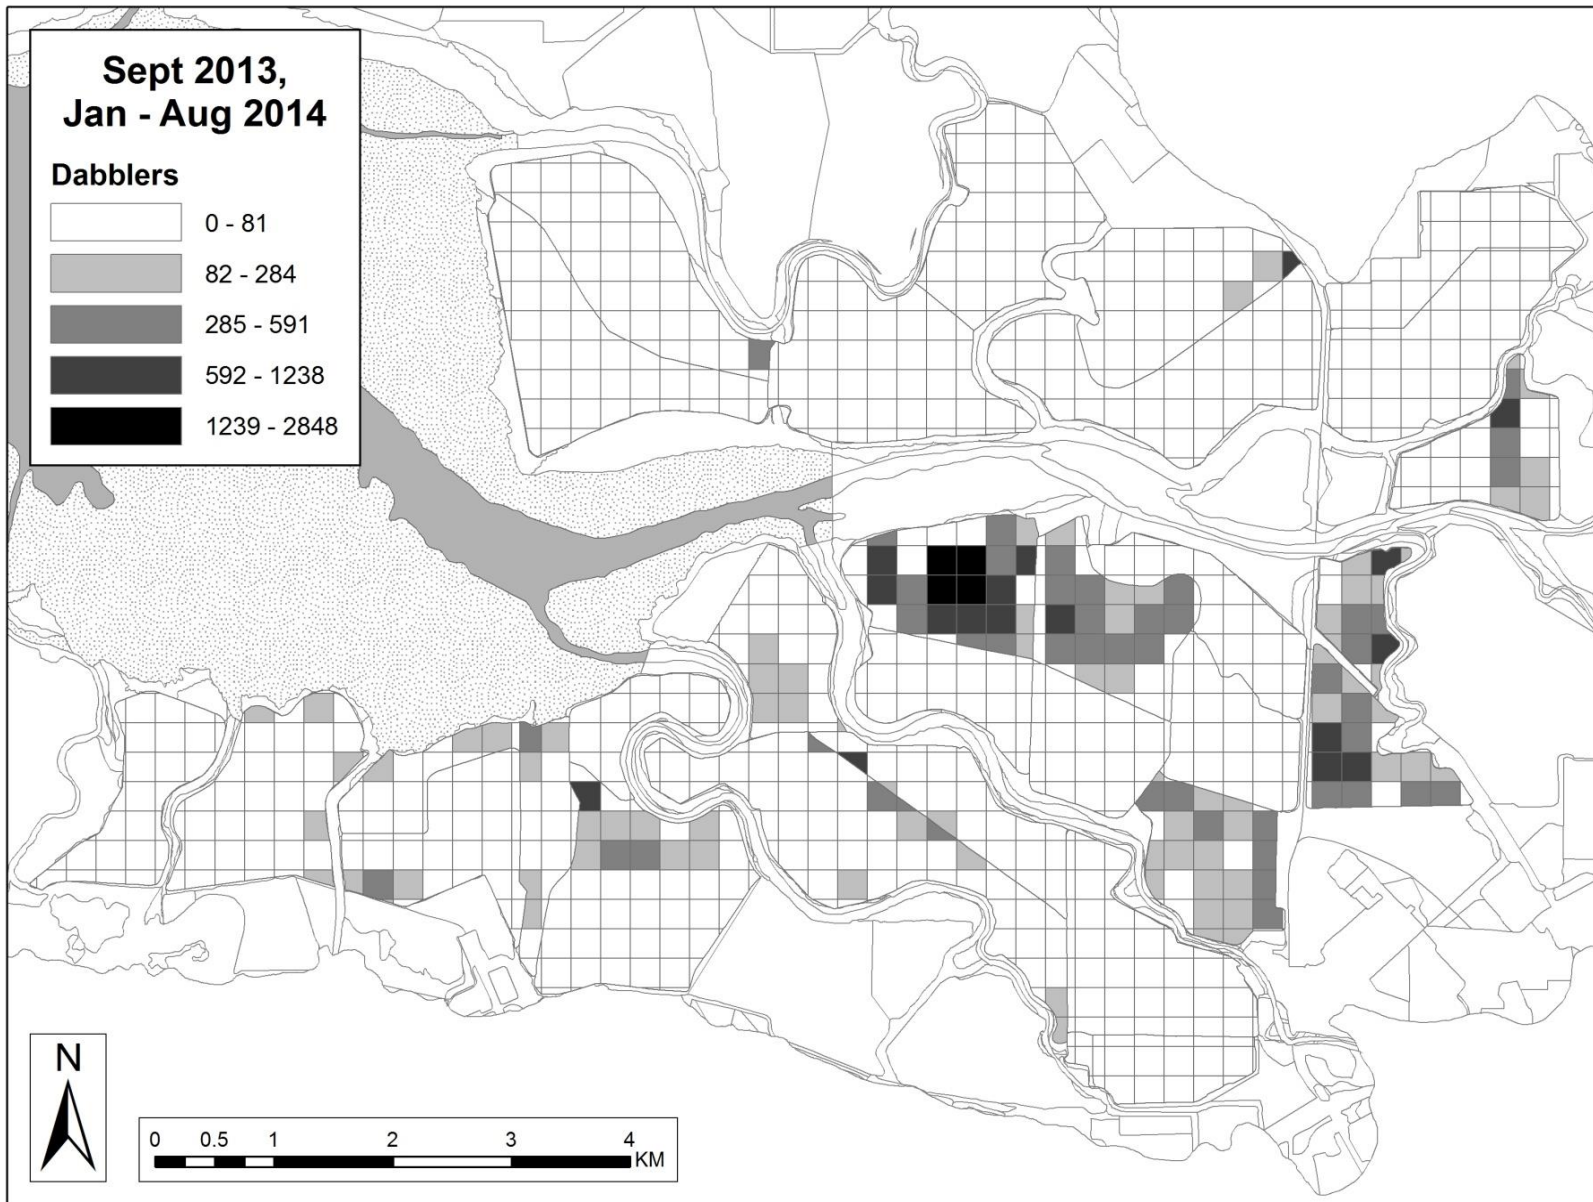 Sept 2013,
Jan - Aug 2014
Dabblers
0 - 81
82 - 284
285 - 591
592 - 1238
1239 - 2848
N
0 0.5 1 2 3 4
KM